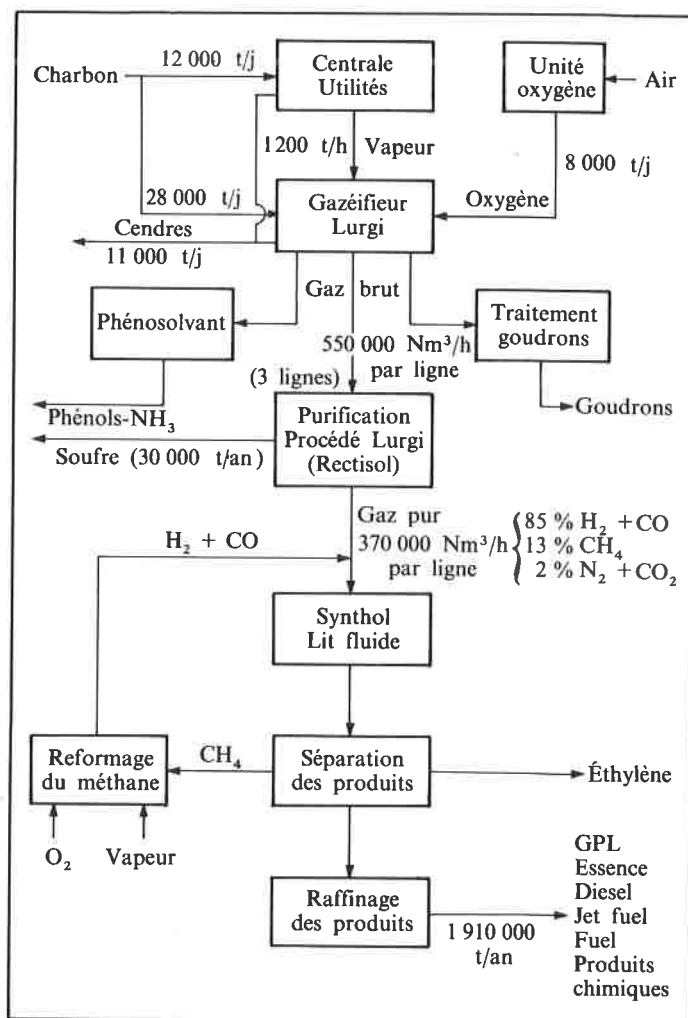 12 000 t/j
Charbon
Centrale
Utilités
Unité
oxygène
Air
1200 t/h
Vapeur
8 000 t/j
28 000 t/j
Gazéifieur
Lurgi
Oxygène
Cendres
11 000 t/j
Gaz brut
Phénosolvant
Traitement
goudrons
550 000 Nm³/h
par ligne
(3 lignes)
Goudrons
Phénols-NH₃
Purification
Procédé Lurgi
(Rectisol)
Soufre (30 000 t/an)
Gaz pur
370 000 Nm³/h
par ligne
85 % H₂ + CO
13 % CH₄
2 % N₂ + CO₂
H₂ + CO
Synthol
Lit fluide
Reformage
du méthane
CH₄
Séparation
des produits
Éthylène
O₂
Vapeur
Raffinage
des produits
1 910 000
t/an
GPL
Essence
Diesel
Jet fuel
Fuel
Produits
chimiques